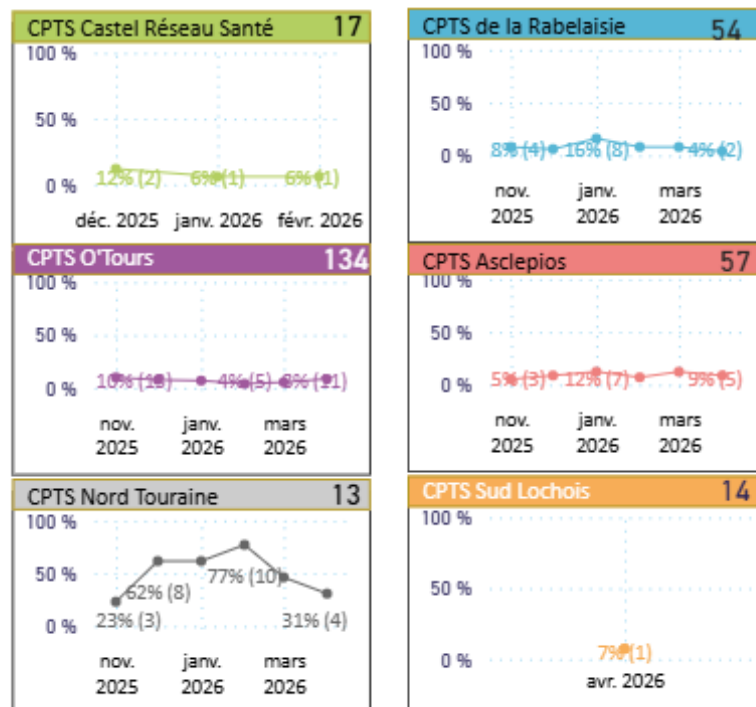 CPTS Castel Réseau Santé 17
100 %
50 %
0 %
12% (2) 6% (1) 6% (1)
déc. 2025 janv. 2026 févr. 2026
CPTS de la Rabelaisie 54
100 %
50 %
0 %
8% (4) 16% (8) 4% (2)
nov. janv. mars
2025 2026 2026
CPTS O'Tours 134
100 %
50 %
0 %
10% (13) 4% (5) 8% (11)
nov. janv. mars
2025 2026 2026
CPTS Asclepios 57
100 %
50 %
0 %
5% (3) 12% (7) 9% (5)
nov. janv. mars
2025 2026 2026
CPTS Nord Touraine 13
100 %
50 %
0 %
62% (8) 77% (10)
23% (3) 31% (4)
nov. janv. mars
2025 2026 2026
CPTS Sud Lochois 14
100 %
50 %
0 %
7% (1)
avr. 2026